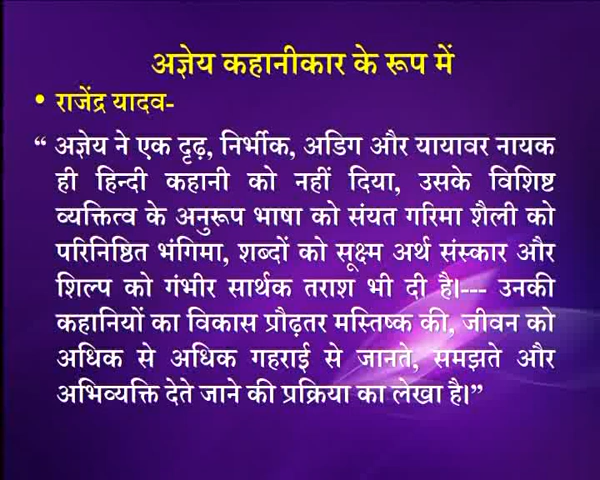 अज्ञेय कहानीकार के रूप में
• राजेंद्र यादव-
“ अज्ञेय ने एक दृढ़, निर्भीक, अडिग और यायावर नायक
ही हिन्दी कहानी को नहीं दिया, उसके विशिष्ट
व्यक्तित्व के अनुरूप भाषा को संयत गरिमा शैली को
परिनिष्ठित भंगिमा, शब्दों को सूक्ष्म अर्थ संस्कार और
शिल्प को गंभीर सार्थक तराश भी दी है।--- उनकी
कहानियों का विकास प्रौढ़तर मस्तिष्क की, जीवन को
अधिक से अधिक गहराई से जानते, समझते और
अभिव्यक्ति देते जाने की प्रक्रिया का लेखा है।”